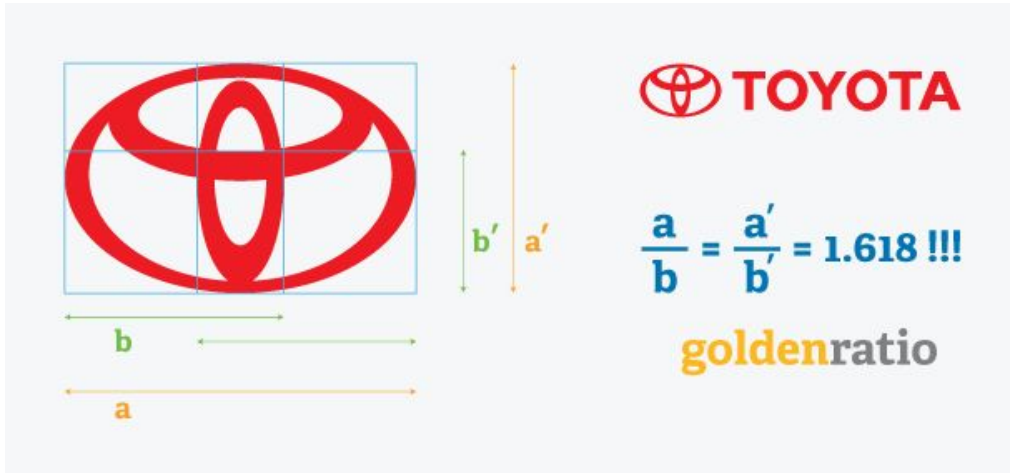 TOYOTA
b′ a′
a/b = a′/b′ = 1.618 !!!
b
goldenratio
a